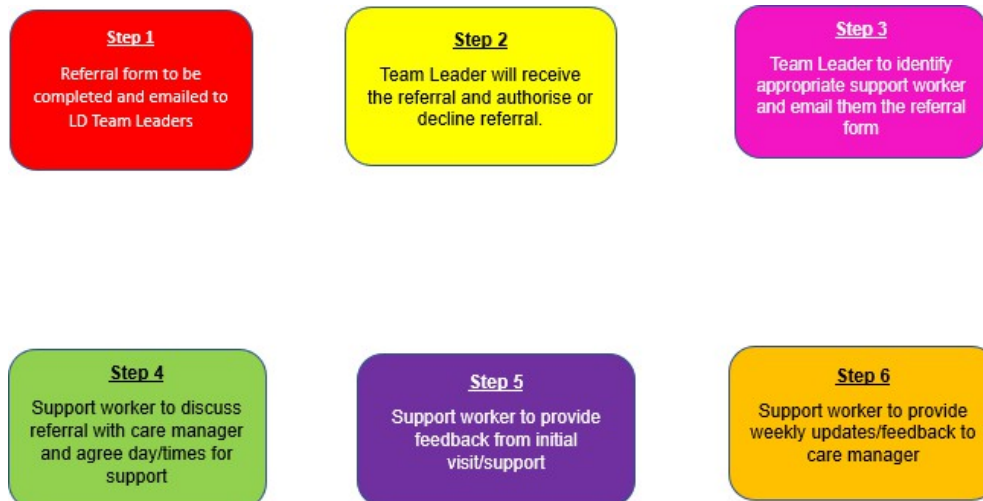 Step 1
Referral form to be
completed and emailed to
LD Team Leaders
Step 2
Team Leader will receive
the referral and authorise or
decline referral.
Step 3
Team Leader to identify
appropriate support worker
and email them the referral
form
Step 4
Support worker to discuss
referral with care manager
and agree day/times for
support
Step 5
Support worker to provide
feedback from initial
visit/support
Step 6
Support worker to provide
weekly updates/feedback to
care manager